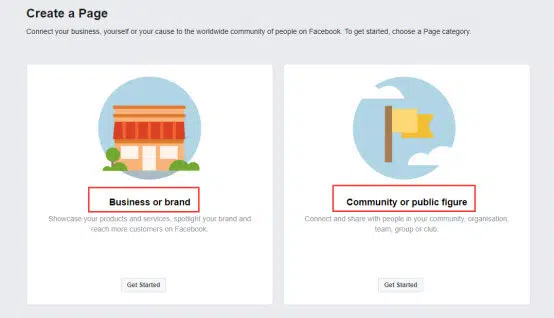 Create a Page
Connect your business, yourself or your cause to the worldwide community of people on Facebook. To get started, choose a Page category.
Business or brand
Showcase your products and services, spotlight your brand and
reach more customers on Facebook.
Get Started
Community or public figure
Connect and share with people in your community, organisation,
team, group or club.
Get Started